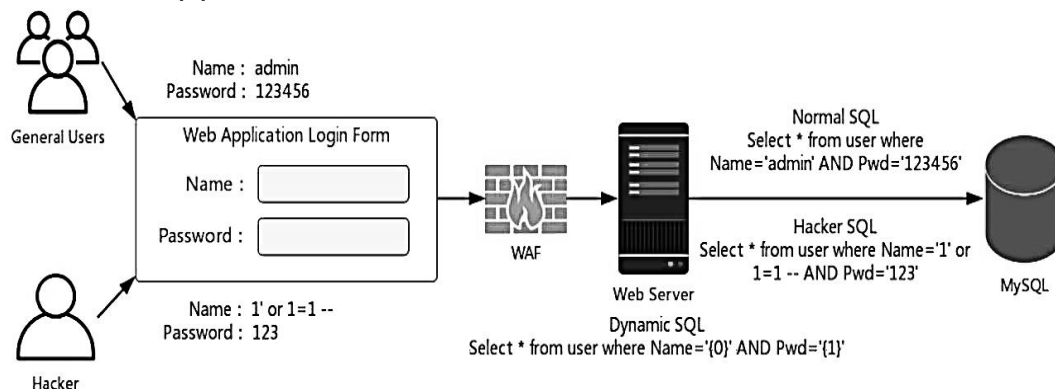 Name : admin
Password : 123456
General Users
Web Application Login Form
Name :
Password :
WAF
Web Server
Normal SQL
Select * from user where
Name='admin' AND Pwd='123456'
Hacker SQL
Select * from user where Name='1' or
1=1 -- AND Pwd='123'
MySQL
Name : 1' or 1=1 --
Password : 123
Hacker
Dynamic SQL
Select * from user where Name='{0}' AND Pwd='{1}'